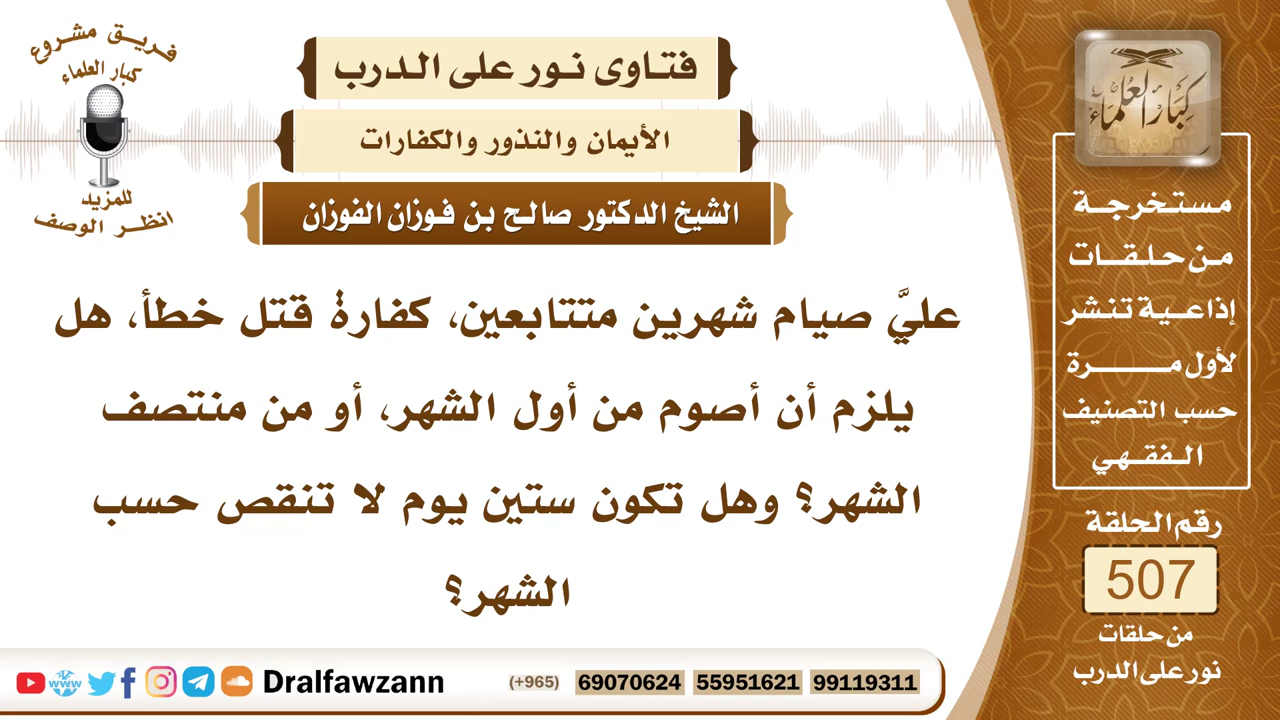 فريق مشروع
كبار العلماء
للمزيد
انظر الوصف
فتاوى نور على الدرب
الأيمان والنذور والكفارات
الشيخ الدكتور صالح بن فوزان الفوزان
عليَّ صيام شهرين متتابعين، كفارةُ قتل خطأ، هل
يلزم أن أصوم من أول الشهر، أو من منتصف
الشهر؟ وهل تكون ستين يوم لا تنقص حسب
الشهر؟
كبار العلماء
مستخرجة
من حلقات
إذاعية تنشر
لأول مرة
حسب التصنيف
الفقهي
رقم الحلقة
507
من حلقات
نور على الدرب
www
Dralfawzann
(+965) 69070624 55951621 99119311